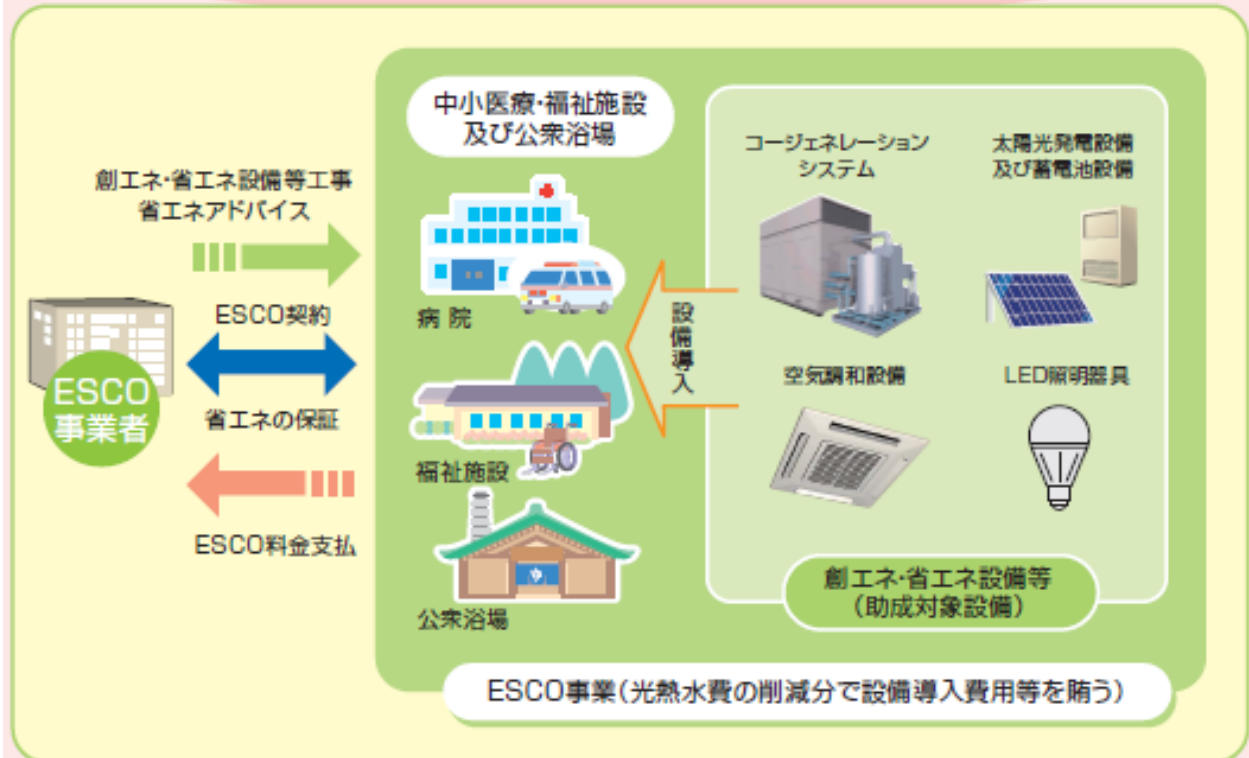 中小医療・福祉施設
及び公衆浴場
創エネ・省エネ設備等工事
省エネアドバイス
ESCO契約
省エネの保証
ESCO料金支払
ESCO
事業者
病院
福祉施設
公衆浴場
設備導入
コージェネレーション
システム
太陽光発電設備
及び蓄電池設備
空気調和設備
LED照明器具
創エネ・省エネ設備等
（助成対象設備）
ESCO事業（光熱水費の削減分で設備導入費用等を賄う）